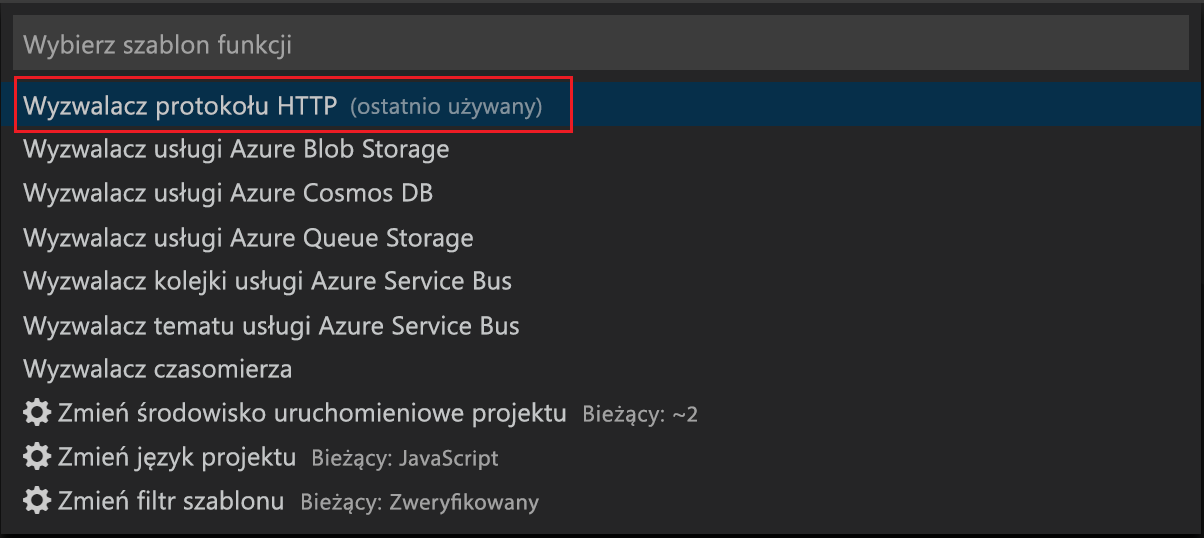 Wybierz szablon funkcji
Wyzwalacz protokołu HTTP (ostatnio używany)
Wyzwalacz usługi Azure Blob Storage
Wyzwalacz usługi Azure Cosmos DB
Wyzwalacz usługi Azure Queue Storage
Wyzwalacz kolejki usługi Azure Service Bus
Wyzwalacz tematu usługi Azure Service Bus
Wyzwalacz czasomierza
Zmień środowisko uruchomieniowe projektu Bieżący: ~2
Zmień język projektu Bieżący: JavaScript
Zmień filtr szablonu Bieżący: Zweryfikowany